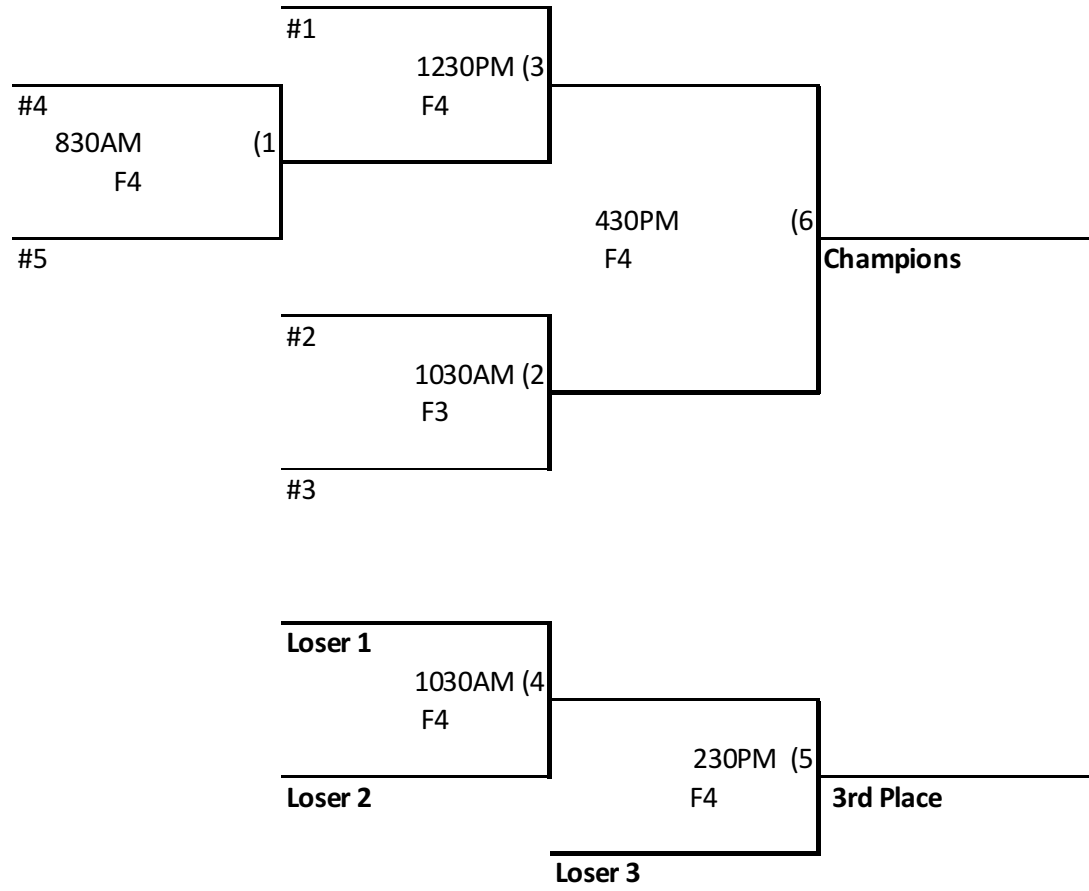 #1
1230PM (3
F4
#4
830AM (1
F4
430PM (6
F4
#5
Champions
#2
1030AM (2
F3
#3
Loser 1
1030AM (4
F4
230PM (5
F4
Loser 2
3rd Place
Loser 3